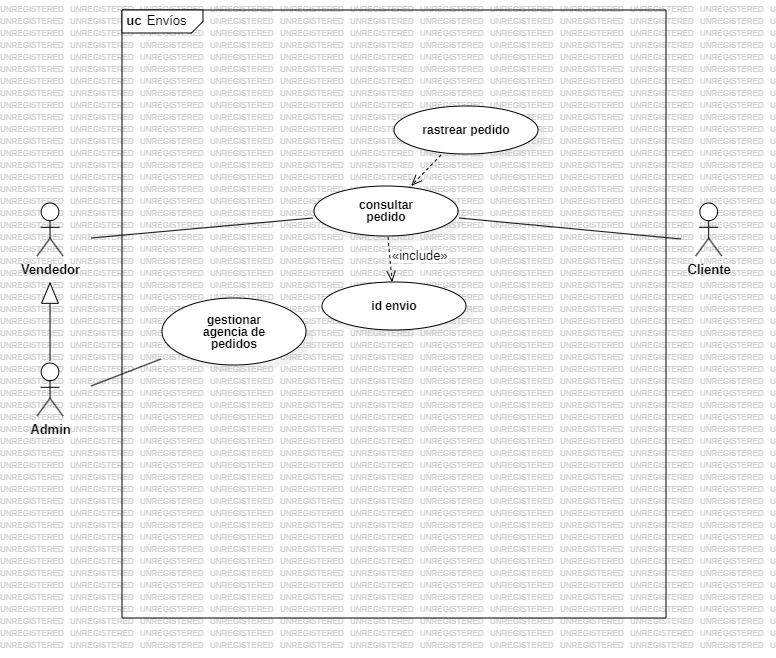 uc Envíos
rastrear pedido
consultar
pedido
Vendedor
Cliente
«include»
id envio
gestionar
agencia de
pedidos
Admin
UNREGISTERED